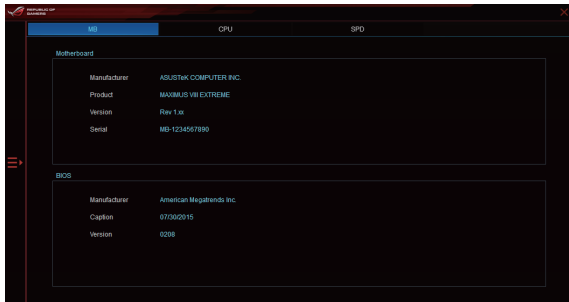 REPUBLIC OF
GAMERS
MB CPU SPD
Motherboard
Manufacturer ASUSTeK COMPUTER INC.
Product MAXIMUS VIII EXTREME
Version Rev 1.xx
Serial MB-1234567890
BIOS
Manufacturer American Megatrends Inc.
Caption 07/30/2015
Version 0208